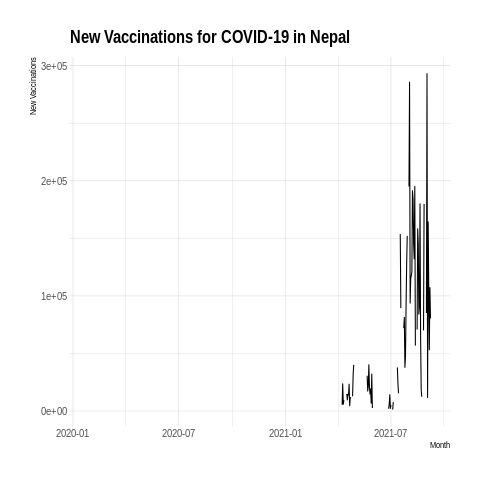 New Vaccinations for COVID-19 in Nepal
New Vaccinations
3e+05
2e+05
1e+05
0e+00
2020-01
2020-07
2021-01
2021-07
Month